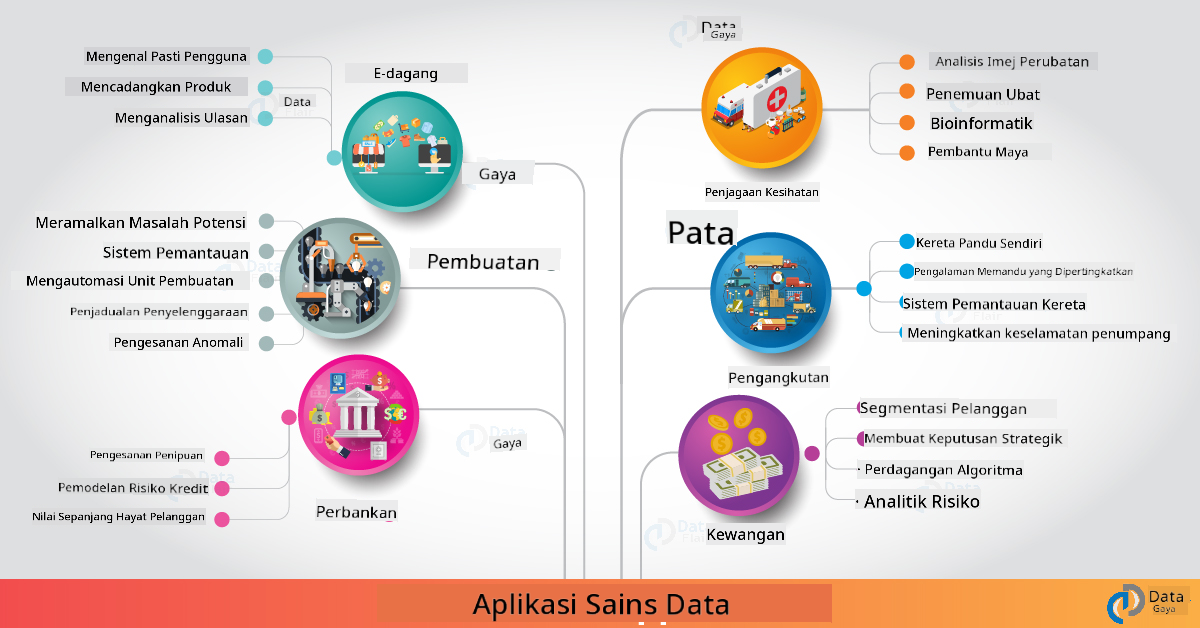 Mengenal Pasti Pengguna
Mencadangkan Produk
Menganalisis Ulasan
Data
E-dagang
Gaya
Meramalkan Masalah Potensi
Sistem Pemantauan
Mengautomasi Unit Pembuatan
Penjadualan Penyelenggaraan
Pengesanan Anomali
Pembuatan
Pengesanan Penipuan
Pemodelan Risiko Kredit
Nilai Sepanjang Hayat Pelanggan
Perbankan
Data
Gaya
Data
Gaya
Analisis Imej Perubatan
Penemuan Ubat
Bioinformatik
Pembantu Maya
Penjagaan Kesihatan
Pata
Kereta Pandu Sendiri
Pengalaman Memandu yang Dipertingkatkan
Sistem Pemantauan Kereta
Meningkatkan keselamatan penumpang
Pengangkutan
Segmentasi Pelanggan
Membuat Keputusan Strategik
Perdagangan Algoritma
Analitik Risiko
Data
Flair
Kewangan
Aplikasi Sains Data
Data
Gaya